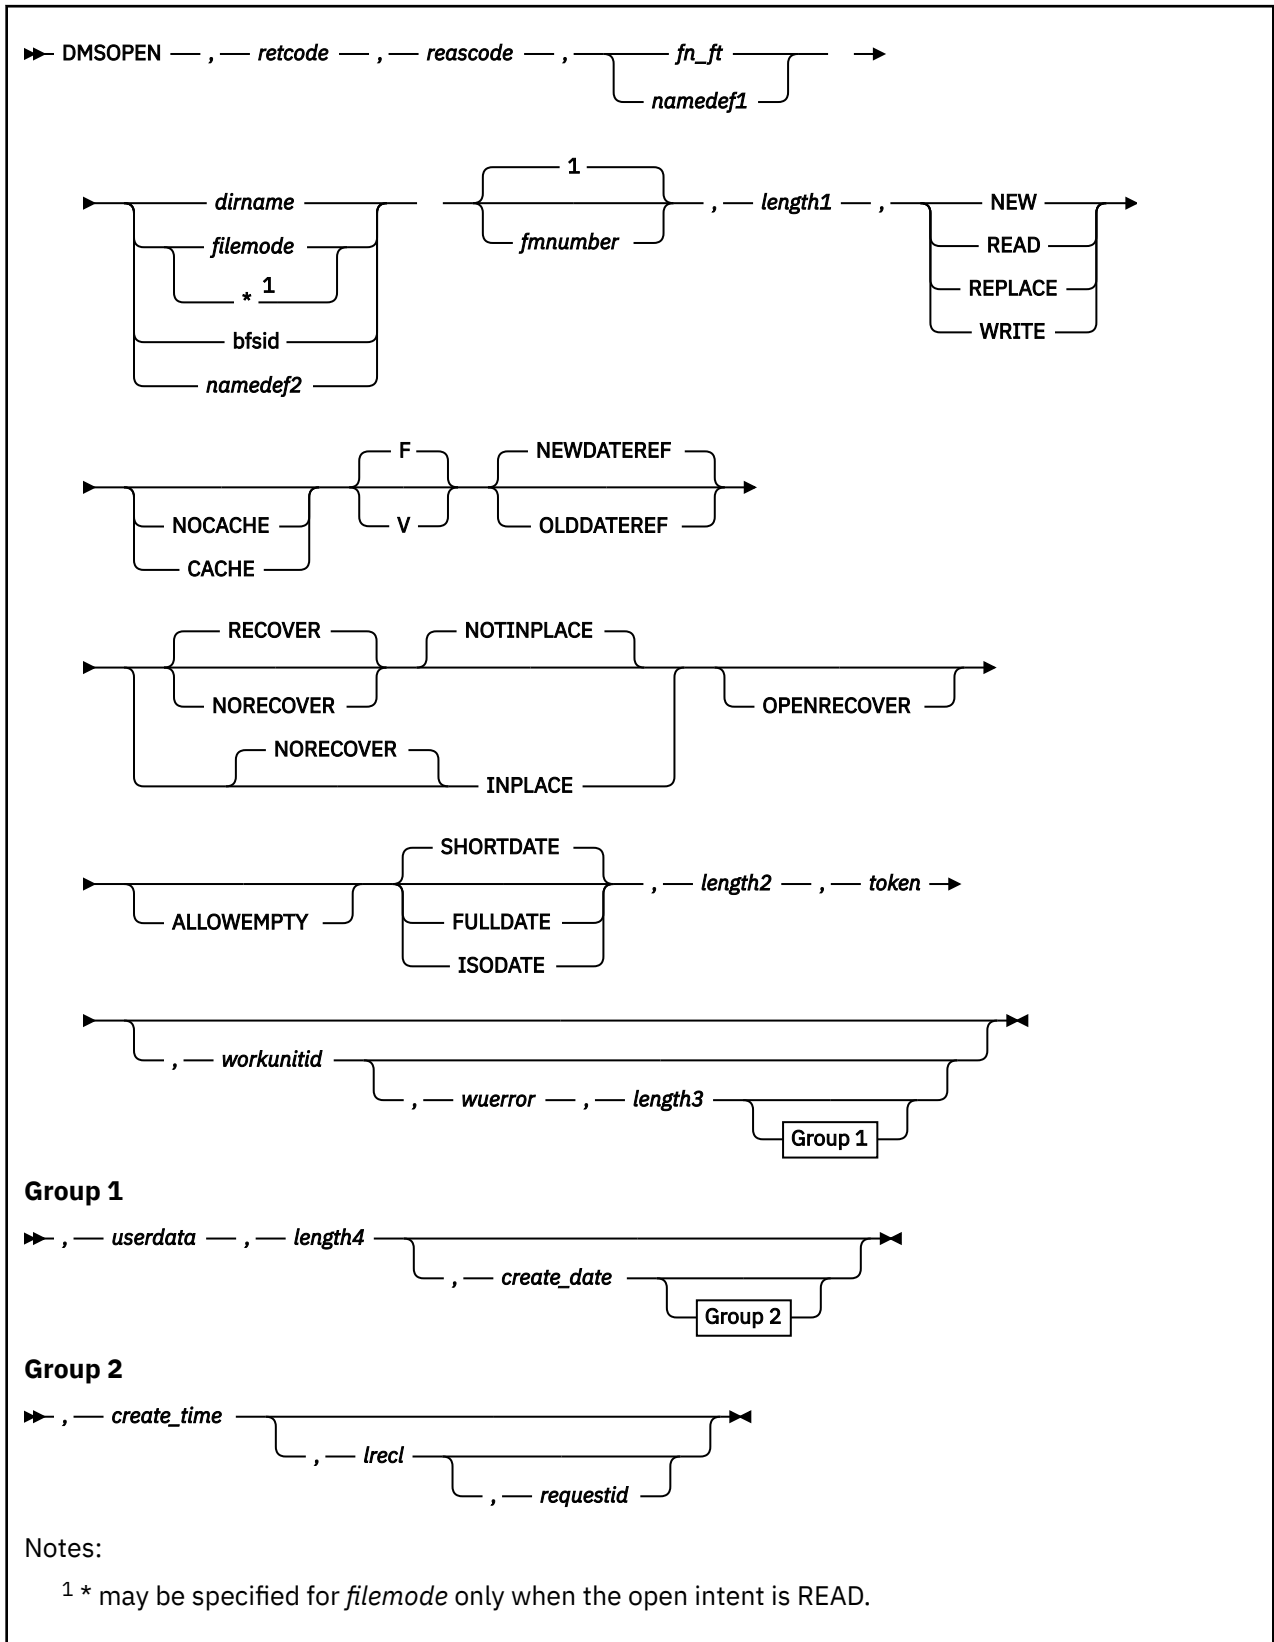 DMSOPEN , retcode , reascode , fn_ft
namedef1
1
dirname , length1 , NEW
fmnumber
filemode READ
* 1 REPLACE
bfsid WRITE
namedef2
F NEWDATEREF
NOCACHE V OLDDATEREF
CACHE
RECOVER NOTINPLACE
NORECOVER OPENRECOVER
NORECOVER
INPLACE
SHORTDATE
, length2 , token
ALLOWEMPTY FULLDATE
ISODATE
, workunitid
, wuerror , length3
Group 1
Group 1
, userdata , length4
, create_date
Group 2
Group 2
, create_time
, lrecl
, requestid
Notes:
1 * may be specified for filemode only when the open intent is READ.